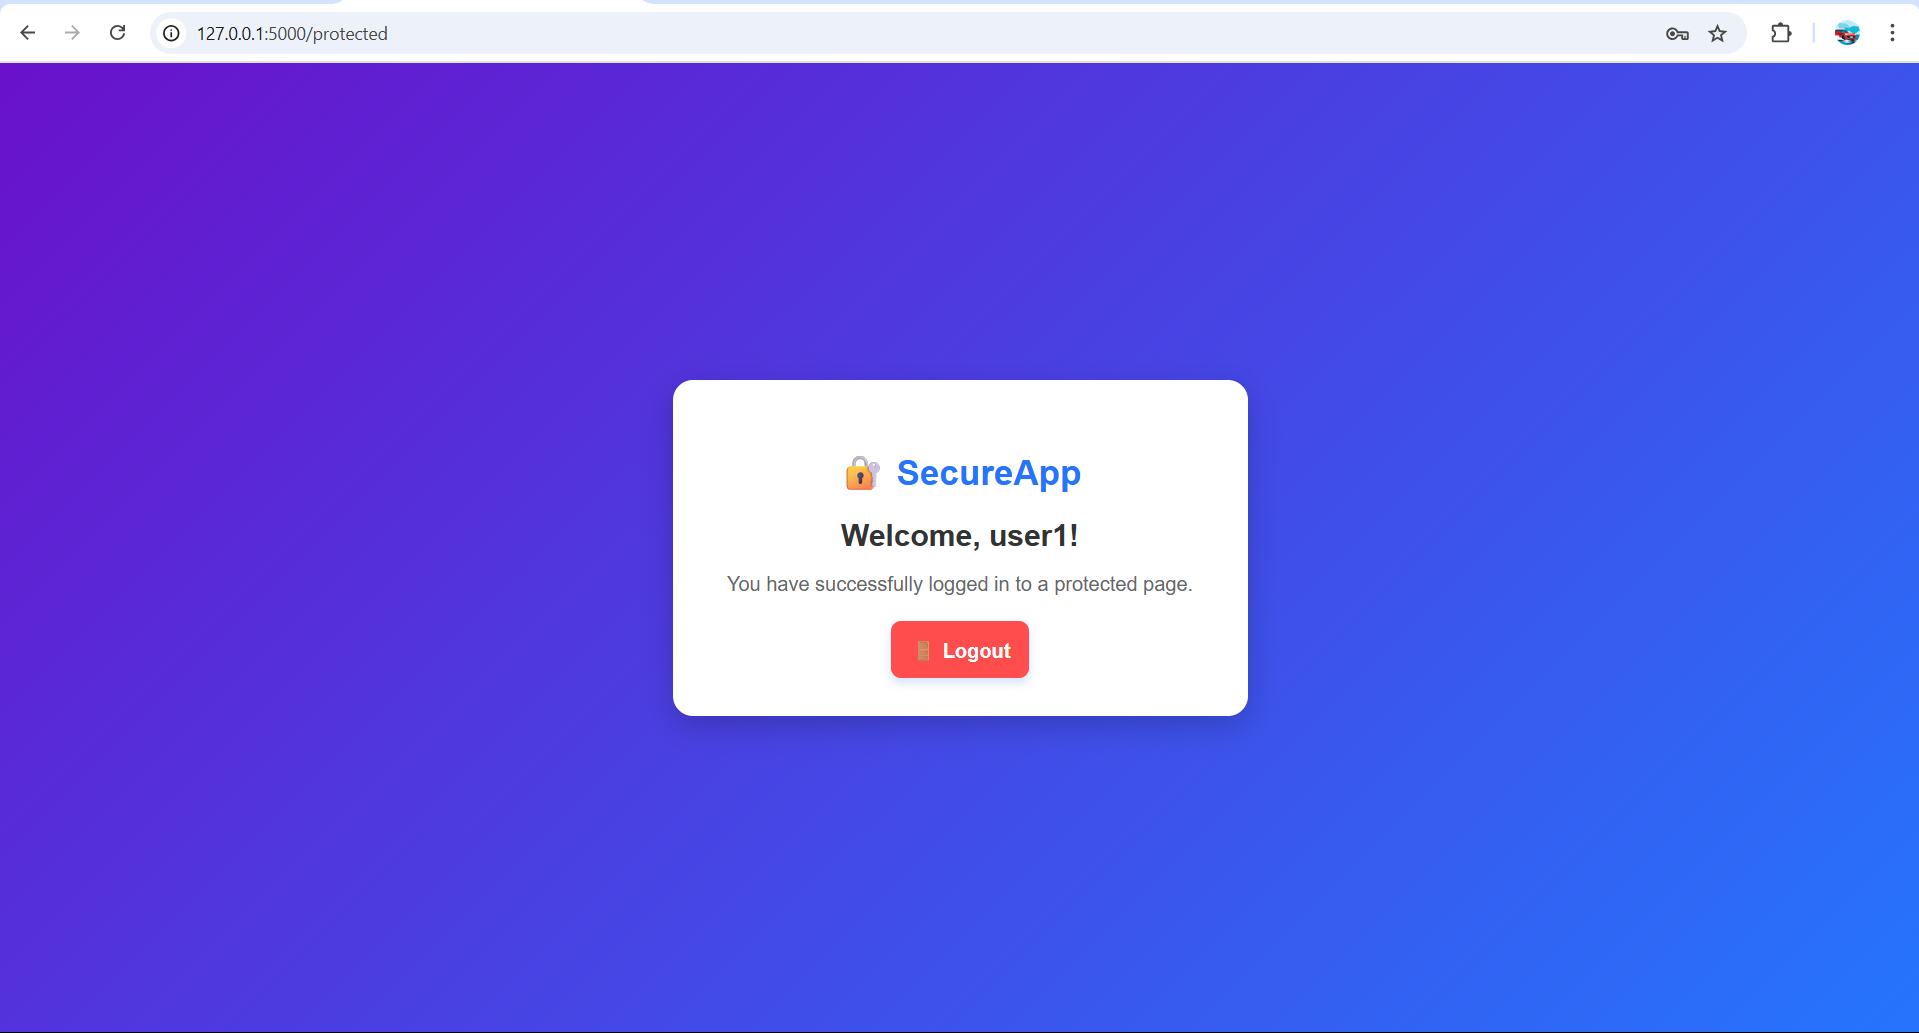 127.0.0.1:5000/protected
🔐 SecureApp
Welcome, user1!
You have successfully logged in to a protected page.
🚪 Logout